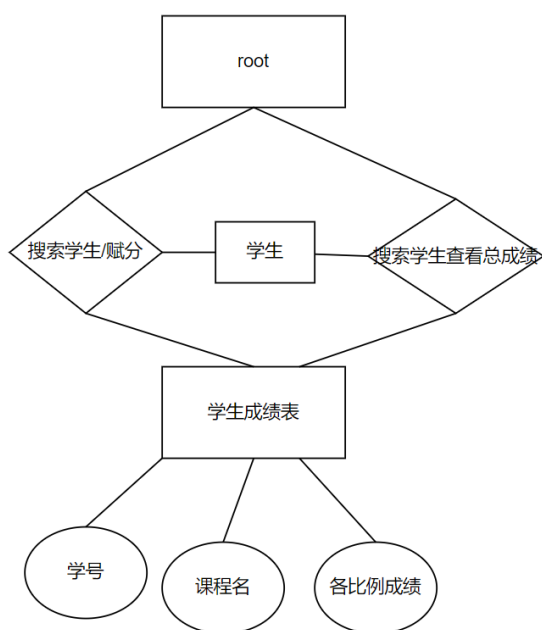 root
搜索学生/赋分
学生
搜索学生查看总成绩
学生成绩表
学号
课程名
各比例成绩